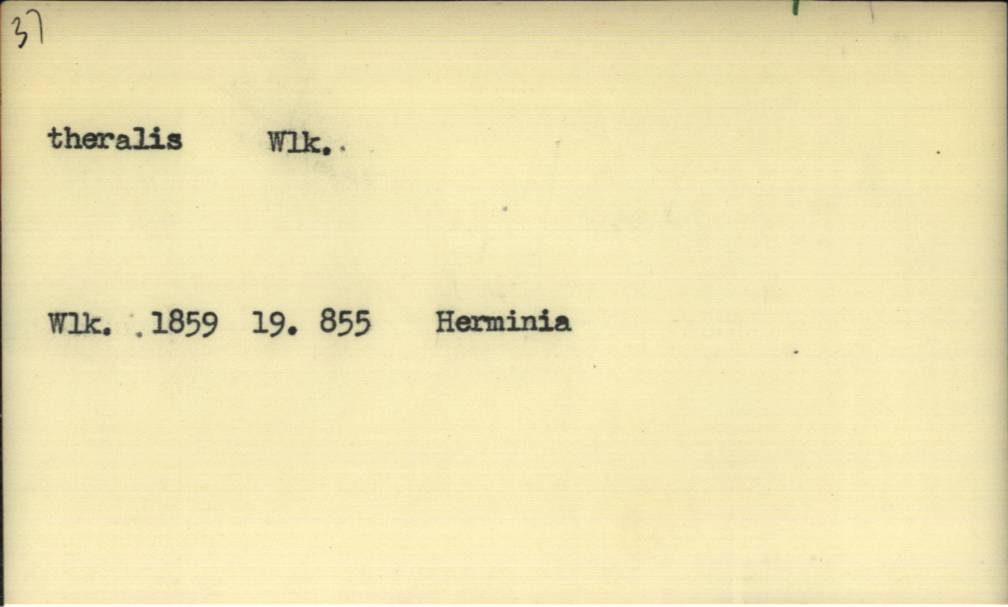 37
theralis Wlk.
Wlk. 1859 19. 855 Herminia